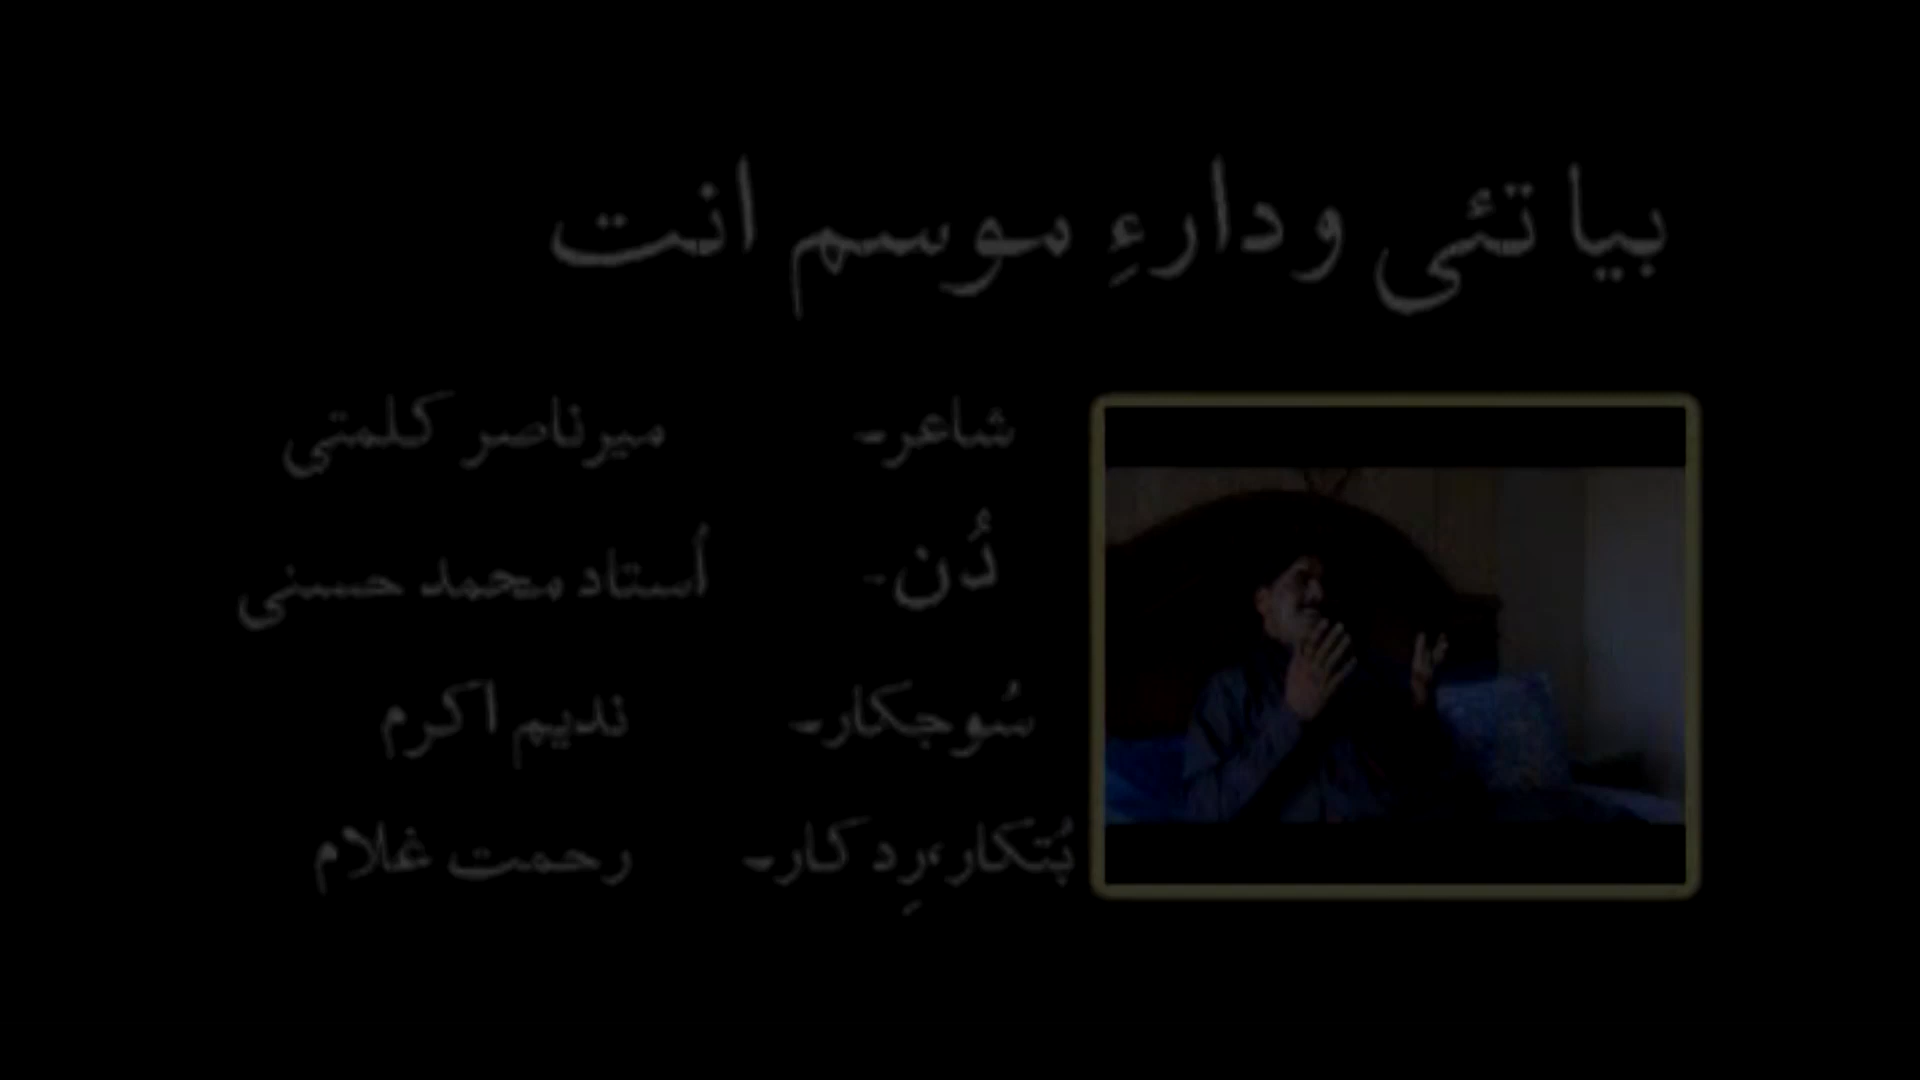 بیا تئی ودارءِ موسم انت
شاعر۔ میرناصر کلمتی
دُن۔ اُستاد محمد حسنی
سُوجکار۔ ندیم اکرم
پُتکار،رِد کار۔ رحمت غلام